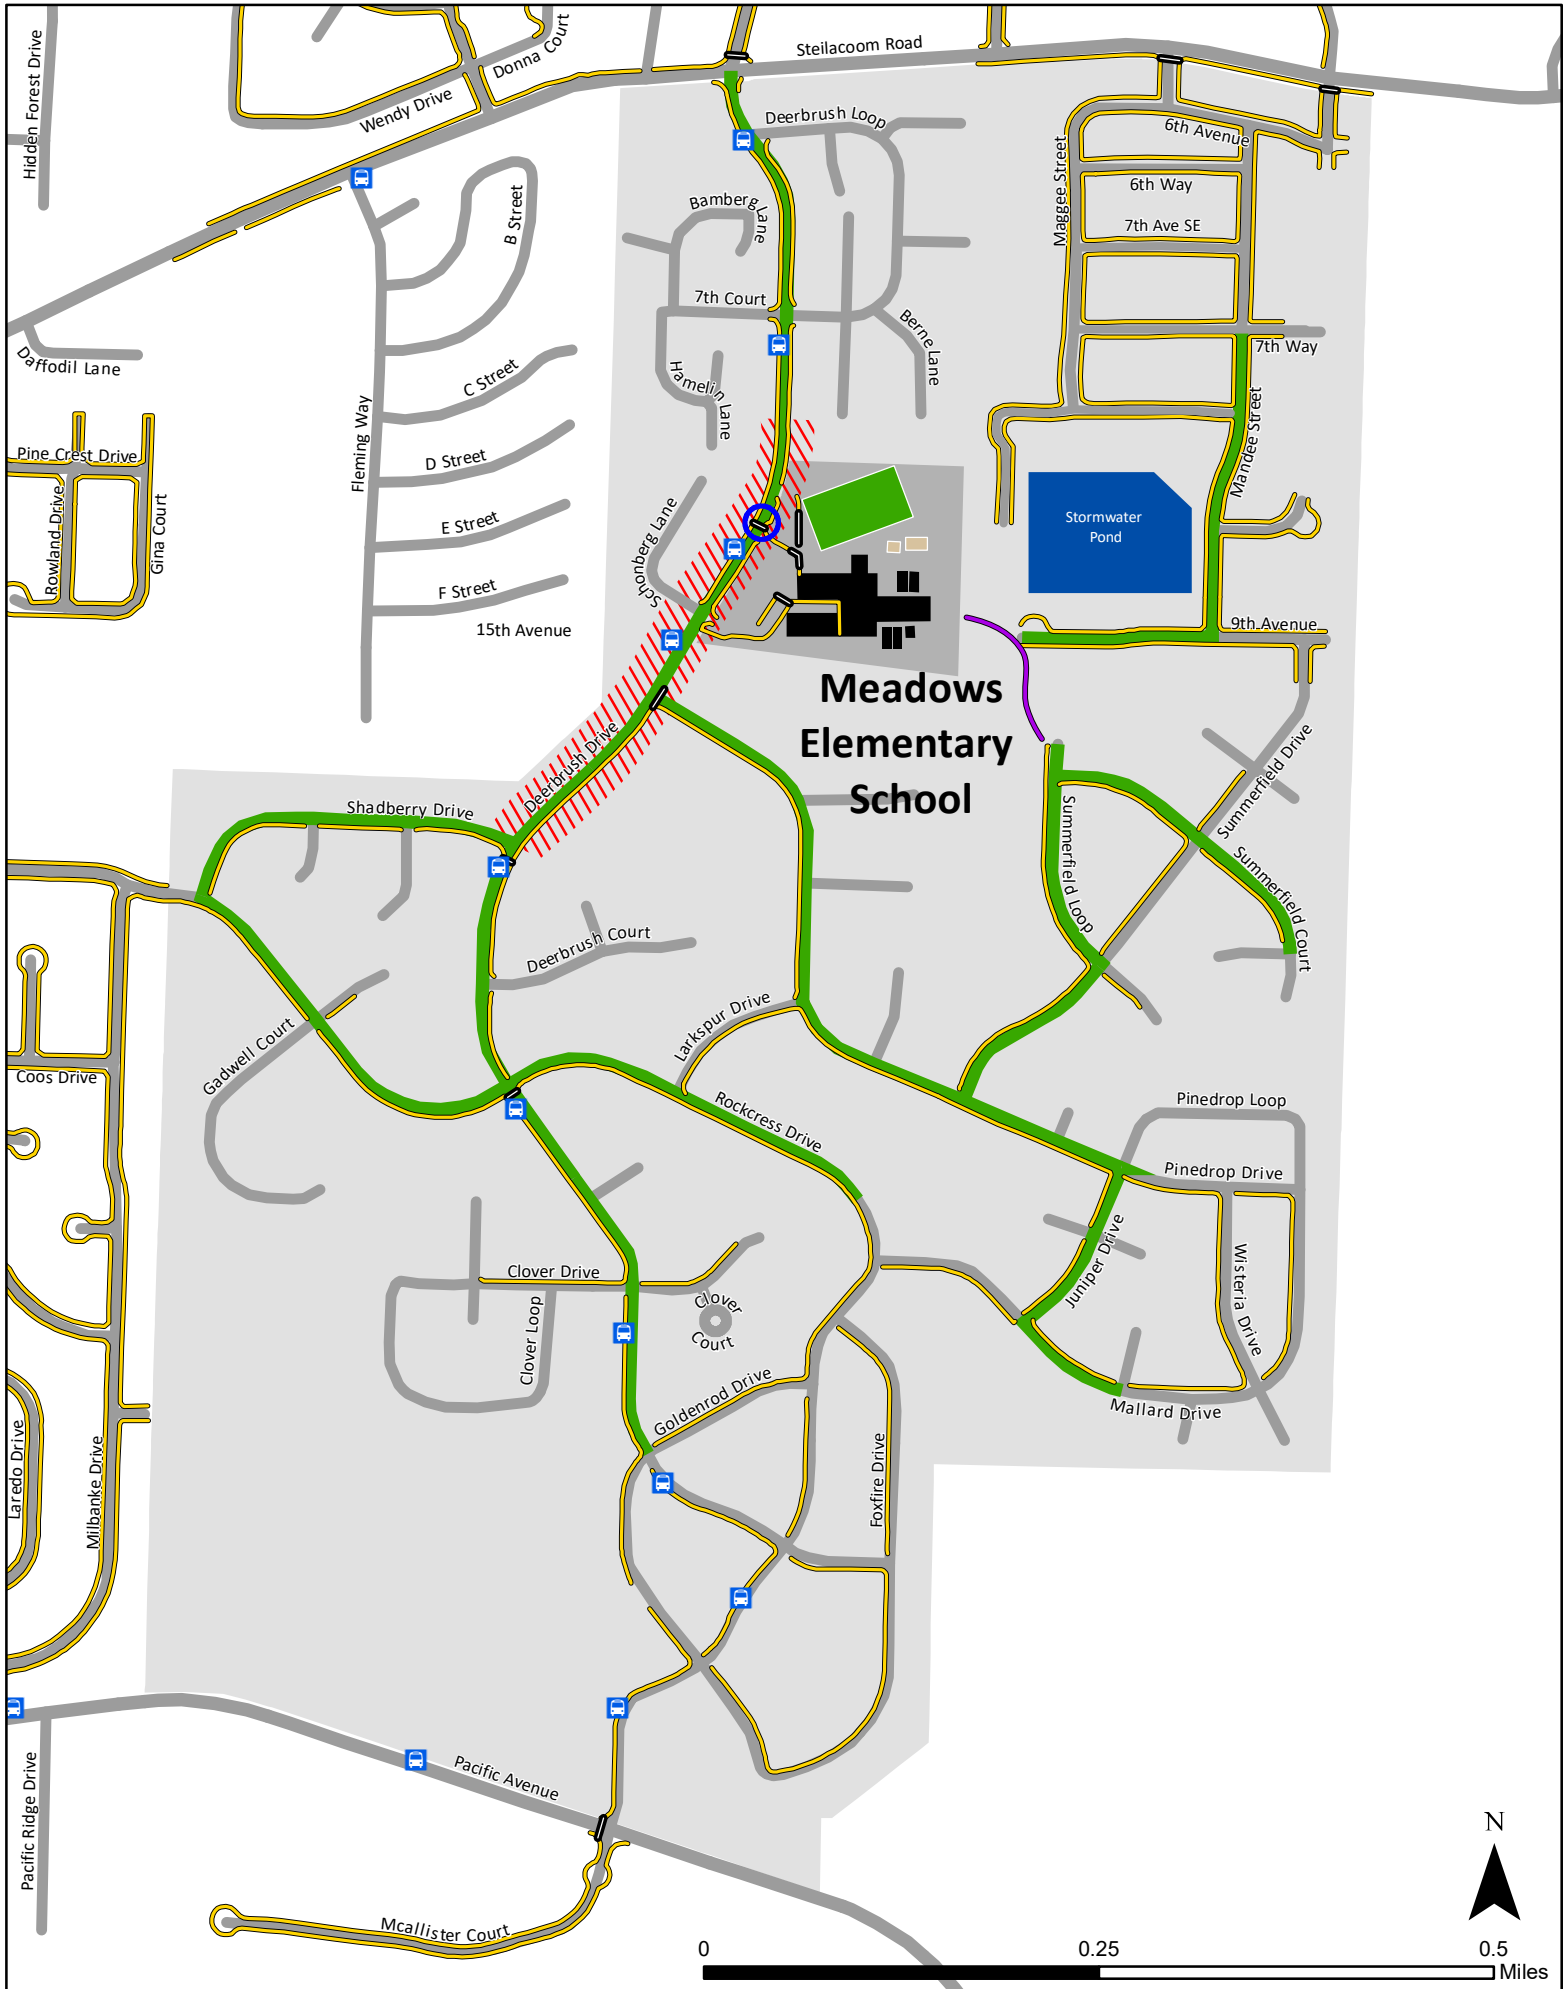 Steilacoom Road
Donna Court
Hidden Forest Drive
Wendy Drive
Deerbrush Loop
6th Avenue
Maggee Street
6th Way
B Street
Bamberg Lane
7th Ave SE
7th Court
Berne Lane
7th Way
Daffodil Lane
C Street
Hamelin Lane
Fleming Way
Mandee Street
Pine Crest Drive
D Street
Rowland Drive
Gina Court
E Street
Schonberg Lane
Stormwater
Pond
F Street
15th Avenue
9th Avenue
Meadows
Elementary
School
Deerbrush Drive
Shadberry Drive
Summerfield Drive
Summerfield Loop
Summerfield Court
Deerbrush Court
Larkspur Drive
Gadwell Court
Coos Drive
Rockcress Drive
Pinedrop Loop
Pinedrop Drive
Juniper Drive
Wisteria Drive
Clover Drive
Clover Loop
Clover
Court
Goldenrod Drive
Mallard Drive
Foxfire Drive
Laredo Drive
Milbanke Drive
Pacific Avenue
Pacific Ridge Drive
Mcallister Court
N
0
0.25
0.5
Miles